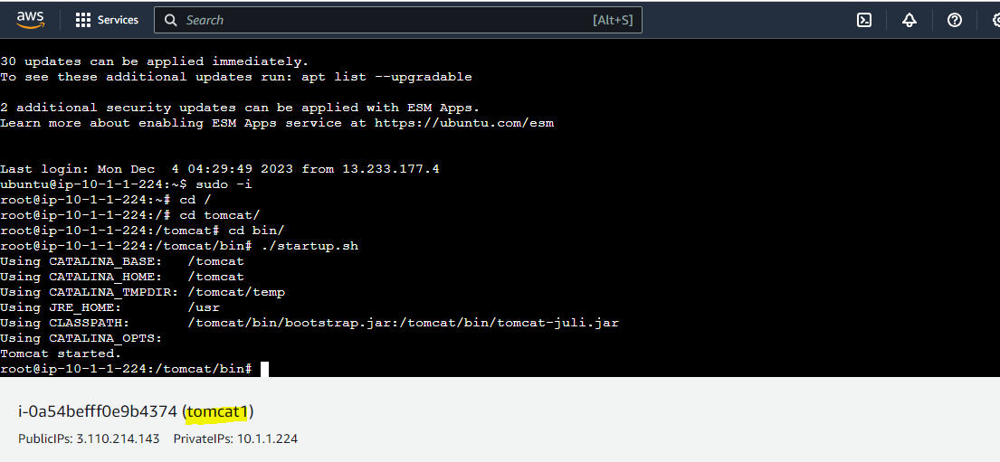 aws Services Search [Alt+S]
30 updates can be applied immediately.
To see these additional updates run: apt list --upgradable
2 additional security updates can be applied with ESM Apps.
Learn more about enabling ESM Apps service at https://ubuntu.com/esm
Last login: Mon Dec  4 04:29:49 2023 from 13.233.177.4
ubuntu@ip-10-1-1-224:~$ sudo -i
root@ip-10-1-1-224:~# cd /
root@ip-10-1-1-224:/# cd tomcat/
root@ip-10-1-1-224:/tomcat# cd bin/
root@ip-10-1-1-224:/tomcat/bin# ./startup.sh
Using CATALINA_BASE:   /tomcat
Using CATALINA_HOME:   /tomcat
Using CATALINA_TMPDIR: /tomcat/temp
Using JRE_HOME:        /usr
Using CLASSPATH:       /tomcat/bin/bootstrap.jar:/tomcat/bin/tomcat-juli.jar
Using CATALINA_OPTS:
Tomcat started.
root@ip-10-1-1-224:/tomcat/bin#
i-0a54befff0e9b4374 (tomcat1)
PublicIPs: 3.110.214.143 PrivateIPs: 10.1.1.224